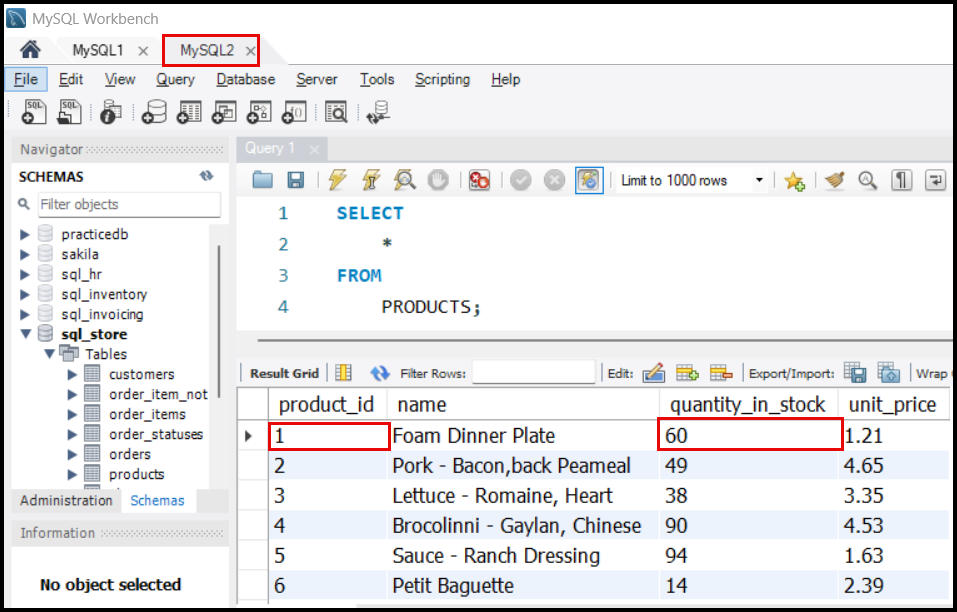 MySQL Workbench
MySQL1 × MySQL2 ×
File Edit View Query Database Server Tools Scripting Help
Navigator
SCHEMAS
Filter objects
practicedb
sakila
sql_hr
sql_inventory
sql_invoicing
sql_store
Tables
customers
order_item_not
order_items
order_statuses
orders
products
Administration Schemas
Information
No object selected
Query 1 ×
Limit to 1000 rows
1 SELECT
2 *
3 FROM
4 PRODUCTS;
Result Grid Filter Rows: Edit: Export/Import: Wrap
product_id name quantity_in_stock unit_price
1 Foam Dinner Plate 60 1.21
2 Pork - Bacon,back Peameal 49 4.65
3 Lettuce - Romaine, Heart 38 3.35
4 Brocolinni - Gaylan, Chinese 90 4.53
5 Sauce - Ranch Dressing 94 1.63
6 Petit Baguette 14 2.39